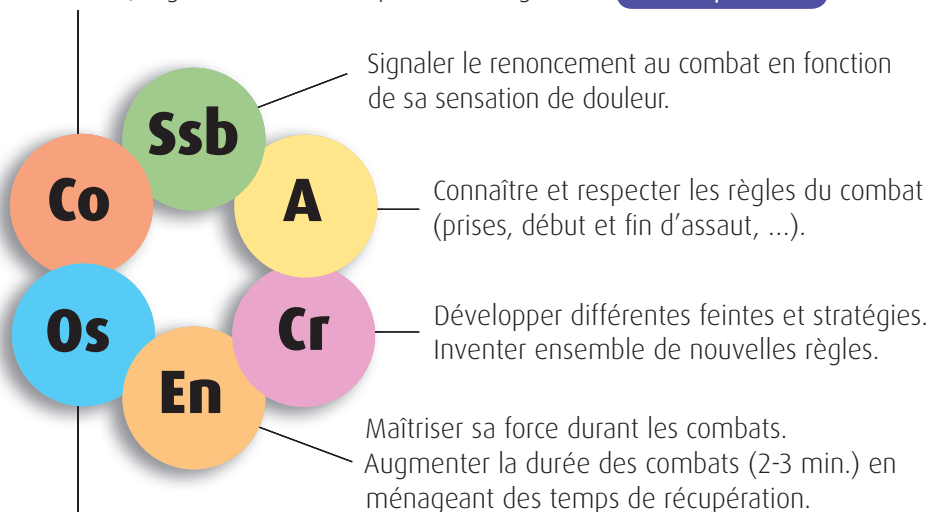 Ssb
Signaler le renoncement au combat en fonction
de sa sensation de douleur.
Co
A
Connaître et respecter les règles du combat
(prises, début et fin d’assaut, ...).
Os
Cr
Développer différentes feintes et stratégies.
Inventer ensemble de nouvelles règles.
En
Maîtriser sa force durant les combats.
Augmenter la durée des combats (2-3 min.) en
ménageant des temps de récupération.